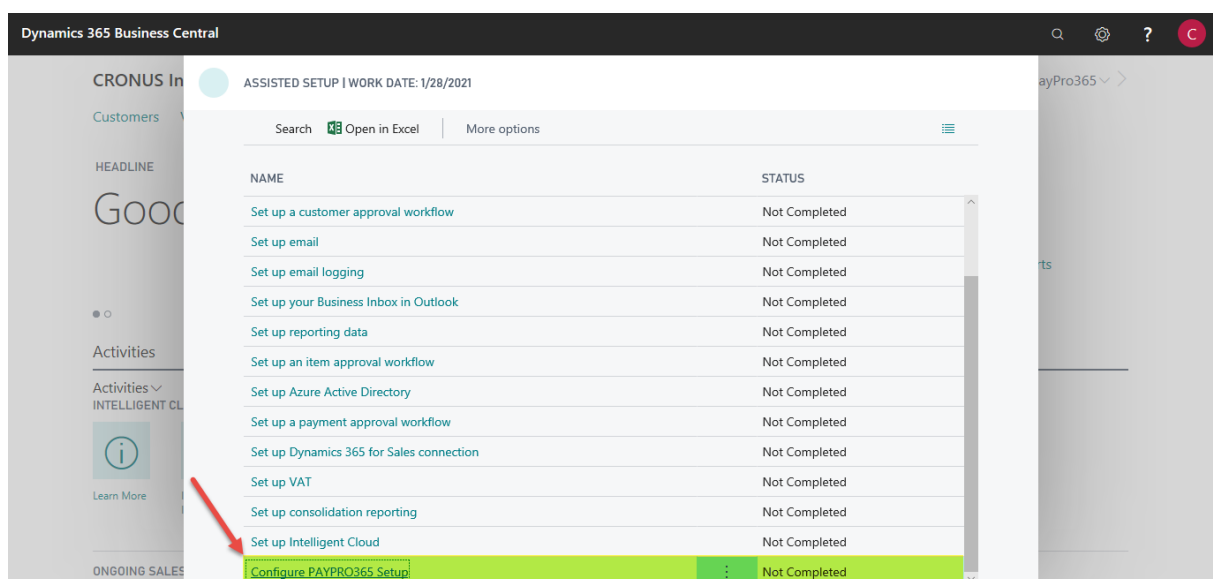 Dynamics 365 Business Central
?
C
CRONUS In
ASSISTED SETUP | WORK DATE: 1/28/2021
ayPro365
Customers
Search Open in Excel More options
HEADLINE
NAME STATUS
Good
Set up a customer approval workflow Not Completed
Set up email Not Completed
Set up email logging Not Completed
rts
Set up your Business Inbox in Outlook Not Completed
Set up reporting data Not Completed
Activities
Set up an item approval workflow Not Completed
Activities
Set up Azure Active Directory Not Completed
INTELLIGENT CL
Set up a payment approval workflow Not Completed
Set up Dynamics 365 for Sales connection Not Completed
Set up VAT Not Completed
Learn More
Set up consolidation reporting Not Completed
Set up Intelligent Cloud Not Completed
ONGOING SALES
Configure PAYPRO365 Setup Not Completed